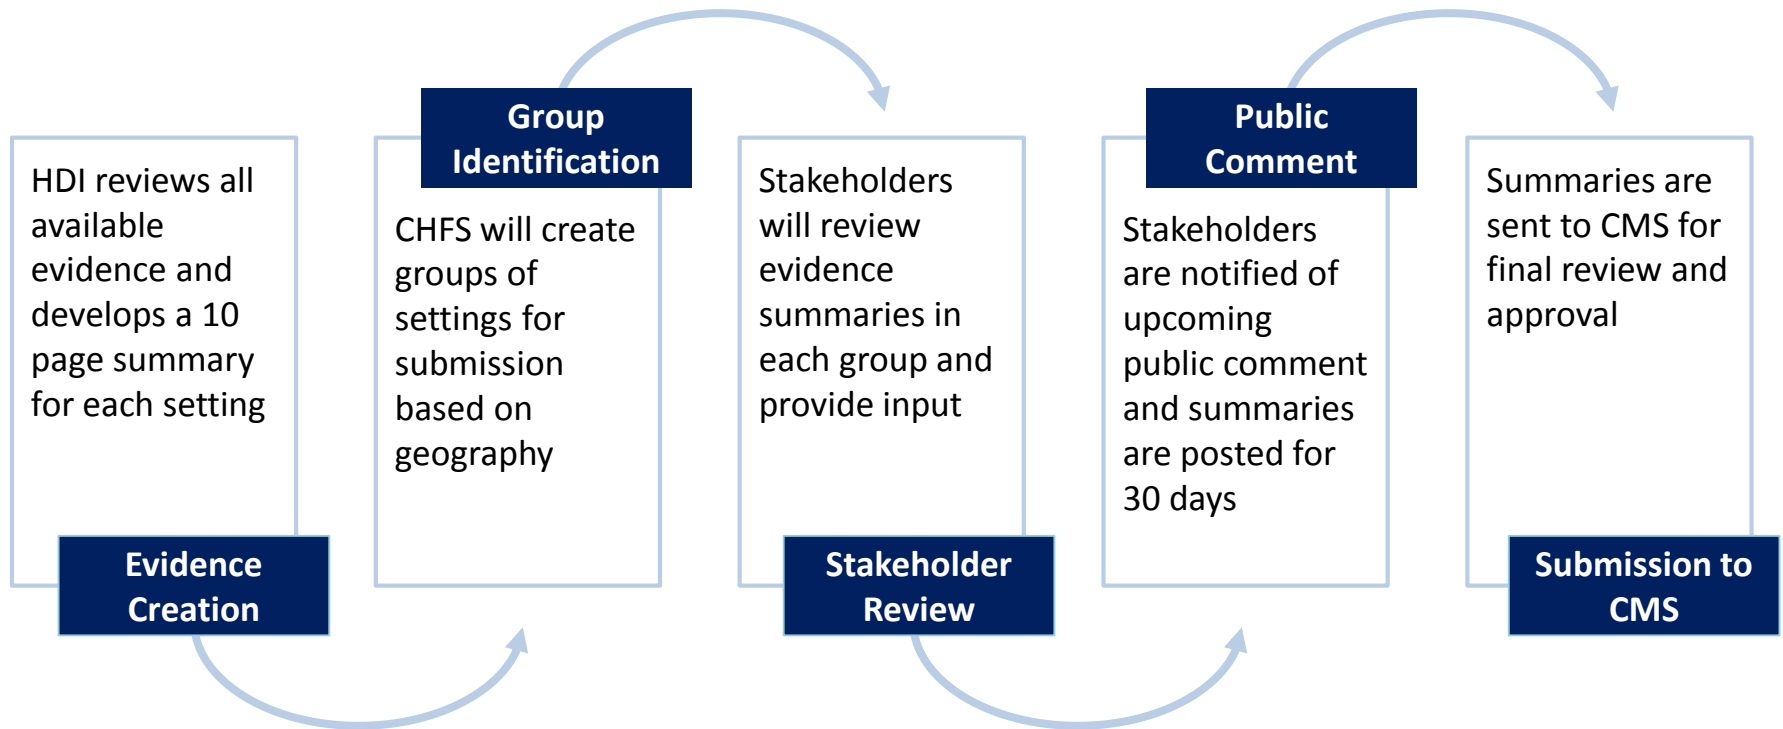 HDI reviews all
available
evidence and
develops a 10
page summary
for each setting
Evidence
Creation
Group
Identification
CHFS will create
groups of
settings for
submission
based on
geography
Stakeholders
will review
evidence
summaries in
each group and
provide input
Stakeholder
Review
Public
Comment
Stakeholders
are notified of
upcoming
public comment
and summaries
are posted for
30 days
Summaries are
sent to CMS for
final review and
approval
Submission to
CMS